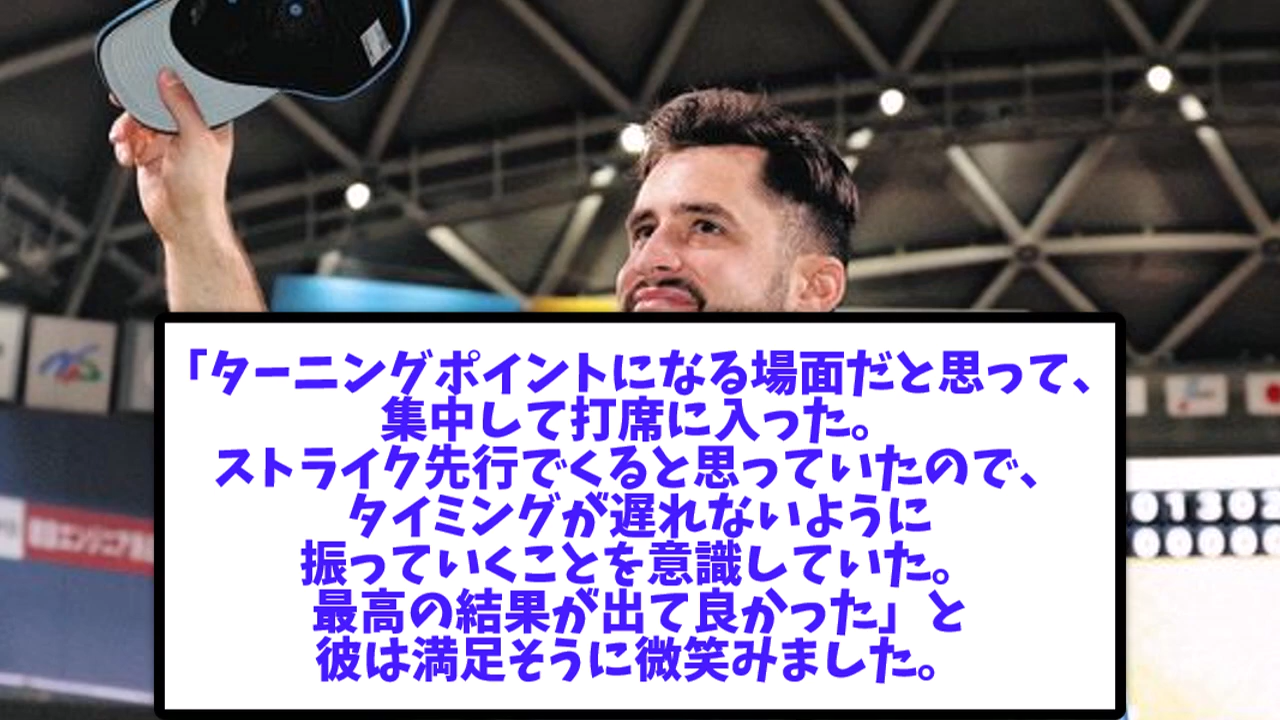 「ターニングポイントになる場面だと思って、
集中して打席に入った。
ストライク先行でくると思っていたので、
タイミングが遅れないように
振っていくことを意識していた。
最高の結果が出て良かった」と
彼は満足そうに微笑みました。